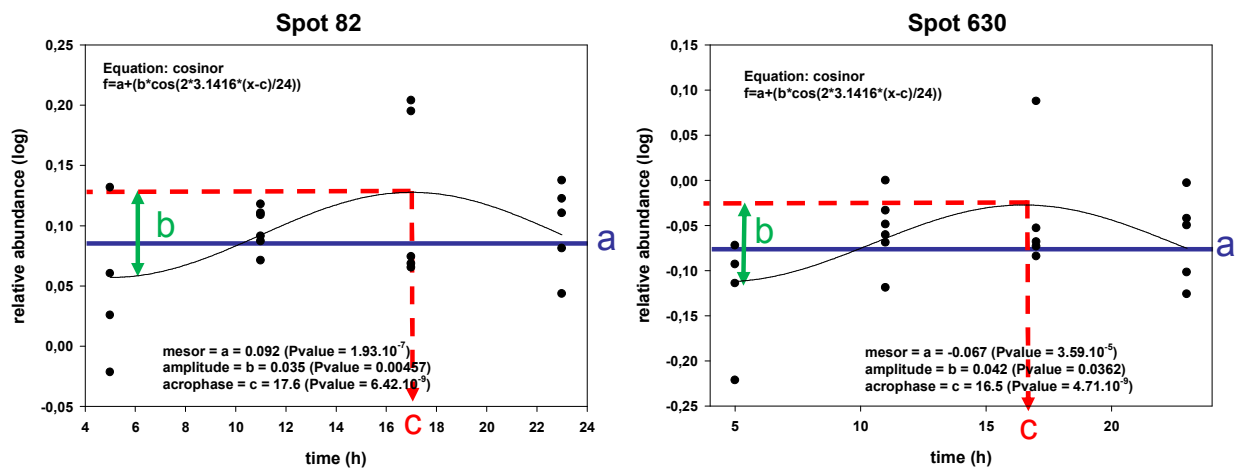 Spot 82
0,25
0,20
0,15
0,10
0,05
0,00
-0,05
relative abundance (log)
Equation: cosinor
f=a+(b*cos(2*3.1416*(x-c)/24))
b
a
mesor = a = 0.092 (Pvalue = 1.93.10-7)
amplitude = b = 0.035 (Pvalue = 0.00457)
acrophase = c = 17.6 (Pvalue = 6.42.10-9)
4 6 8 10 12 14 16 18 20 22 24
c
time (h)
Spot 630
0,15
0,10
0,05
0,00
-0,05
-0,10
-0,15
-0,20
-0,25
relative abundance (log)
Equation: cosinor
f=a+(b*cos(2*3.1416*(x-c)/24))
b
a
mesor = a = -0.067 (Pvalue = 3.59.10-5)
amplitude = b = 0.042 (Pvalue = 0.0362)
acrophase = c = 16.5 (Pvalue = 4.71.10-9)
5 10 15 20
c
time (h)